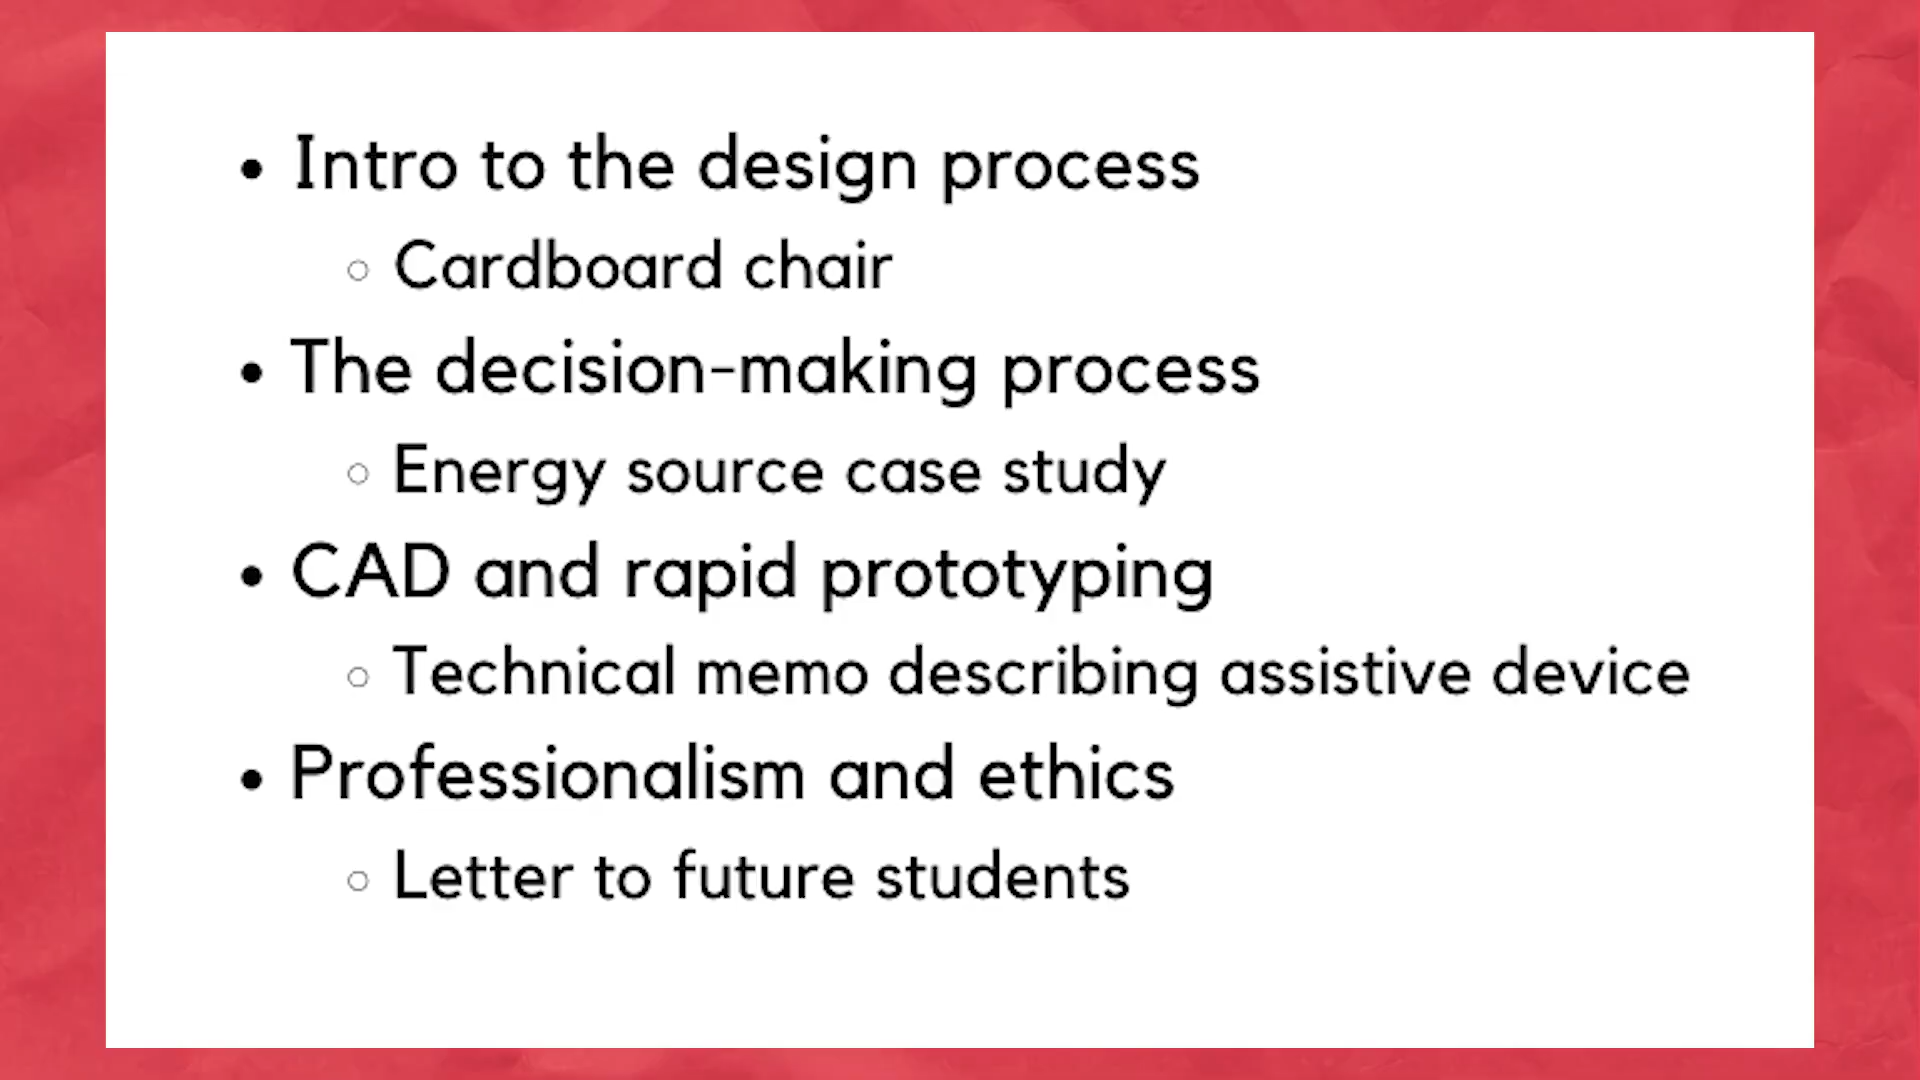 • Intro to the design process
○ Cardboard chair
• The decision-making process
○ Energy source case study
• CAD and rapid prototyping
○ Technical memo describing assistive device
• Professionalism and ethics
○ Letter to future students